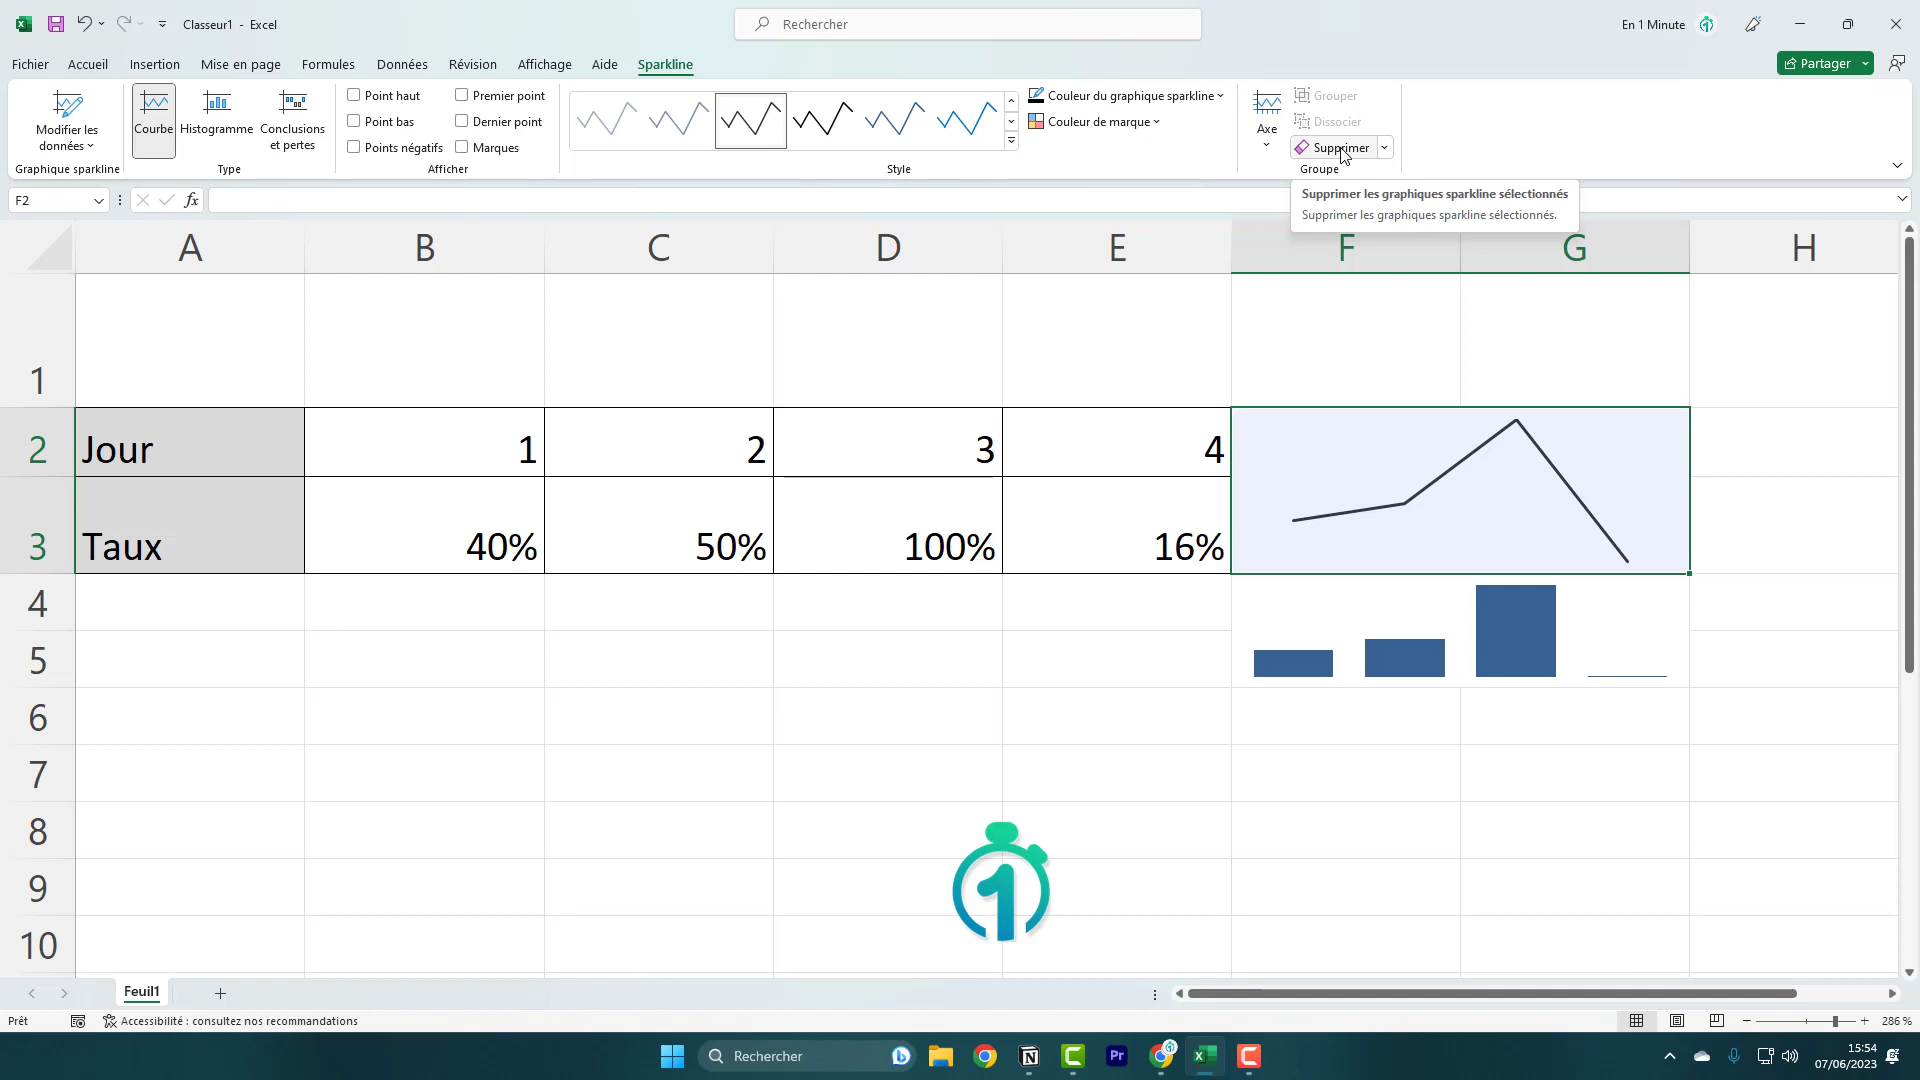 Classeur1 - Excel
Rechercher
En 1 Minute
Fichier
Accueil
Insertion
Mise en page
Formules
Données
Révision
Affichage
Aide
Sparkline
Partager
Modifier les
données
Graphique sparkline
Courbe
Histogramme
Conclusions
et pertes
Type
Point haut
Premier point
Point bas
Dernier point
Points négatifs
Marques
Afficher
Style
Couleur du graphique sparkline
Couleur de marque
Axe
Grouper
Dissocier
Supprimer
Groupe
F2
fx
Supprimer les graphiques sparkline sélectionnés
Supprimer les graphiques sparkline sélectionnés.
A B C D E F G H
1
2 Jour 1 2 3 4
3 Taux 40% 50% 100% 16%
4
5
6
7
8
9
10
1
Feuil1
Prêt
Accessibilité : consultez nos recommandations
286 %
Rechercher
N
Pr
15:54
07/06/2023